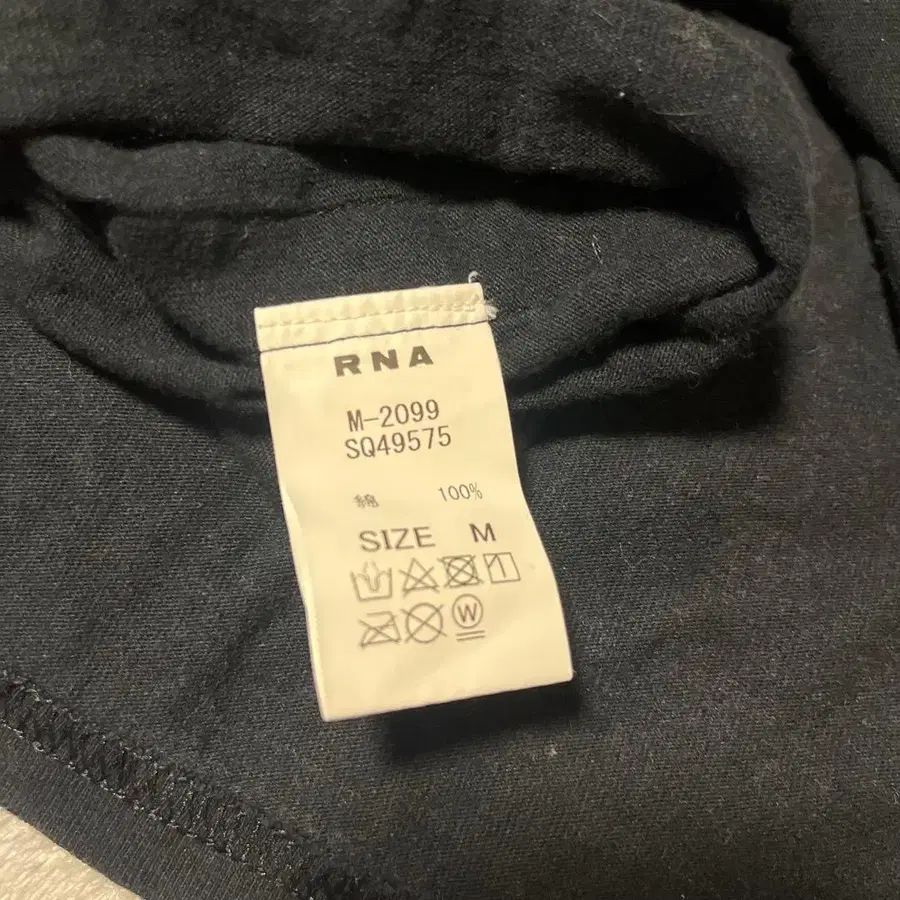 RNA
M-2099
SQ49575
綿 100%
SIZE M
W